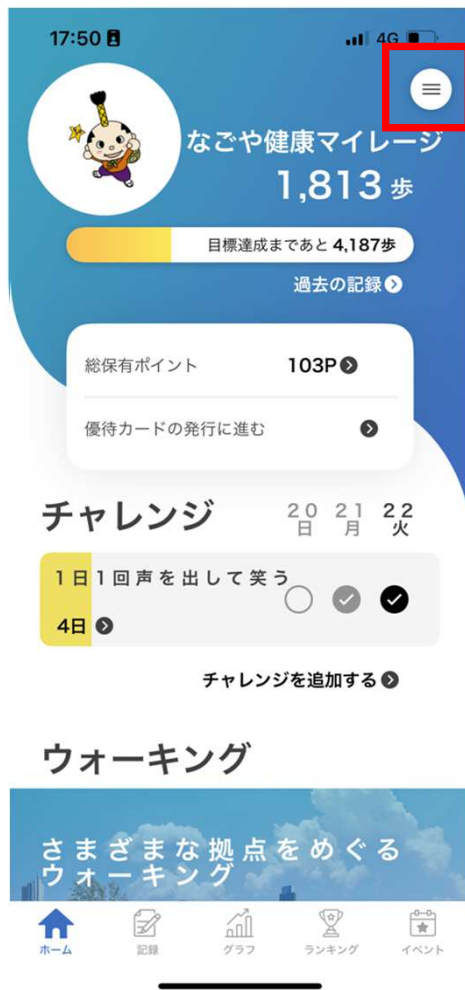 17:50
4G
なごや健康マイレージ
1,813 歩
目標達成まであと 4,187歩
過去の記録
総保有ポイント 103P
優待カードの発行に進む
チャレンジ
20 21 22
日 月 火
1日1回声を出して笑う
4日
チャレンジを追加する
ウォーキング
さまざまな拠点をめぐる
ウォーキング
ホーム 記録 グラフ ランキング イベント